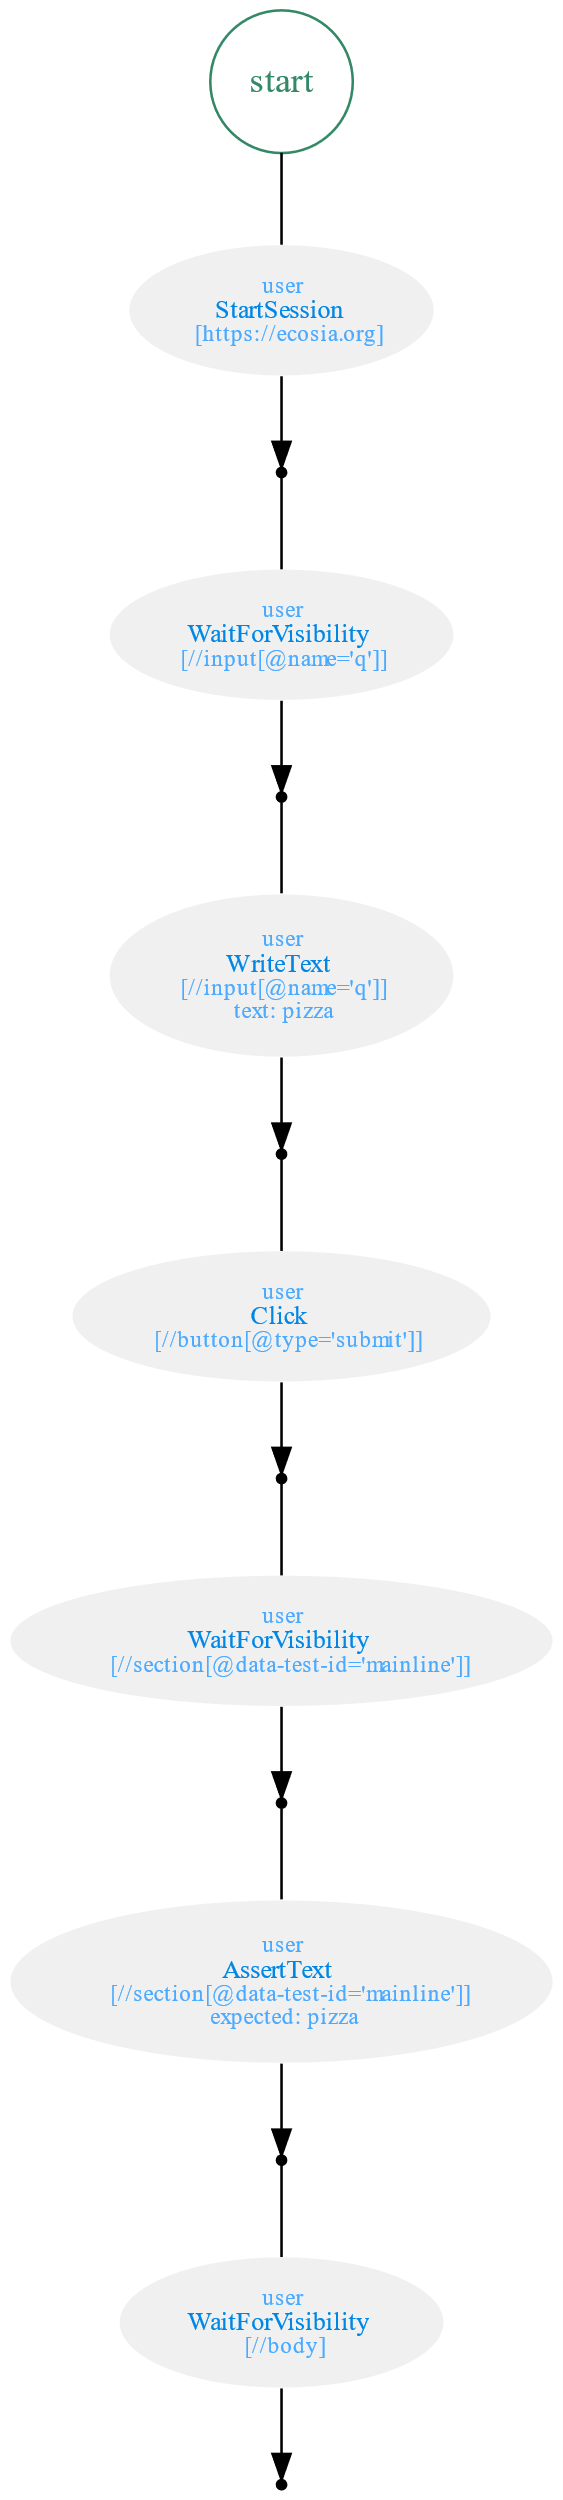 start
user
StartSession
[https://ecosia.org]
user
WaitForVisibility
[//input[@name='q']]
user
WriteText
[//input[@name='q']]
text: pizza
user
Click
[//button[@type='submit']]
user
WaitForVisibility
[//section[@data-test-id='mainline']]
user
AssertText
[//section[@data-test-id='mainline']]
expected: pizza
user
WaitForVisibility
[//body]